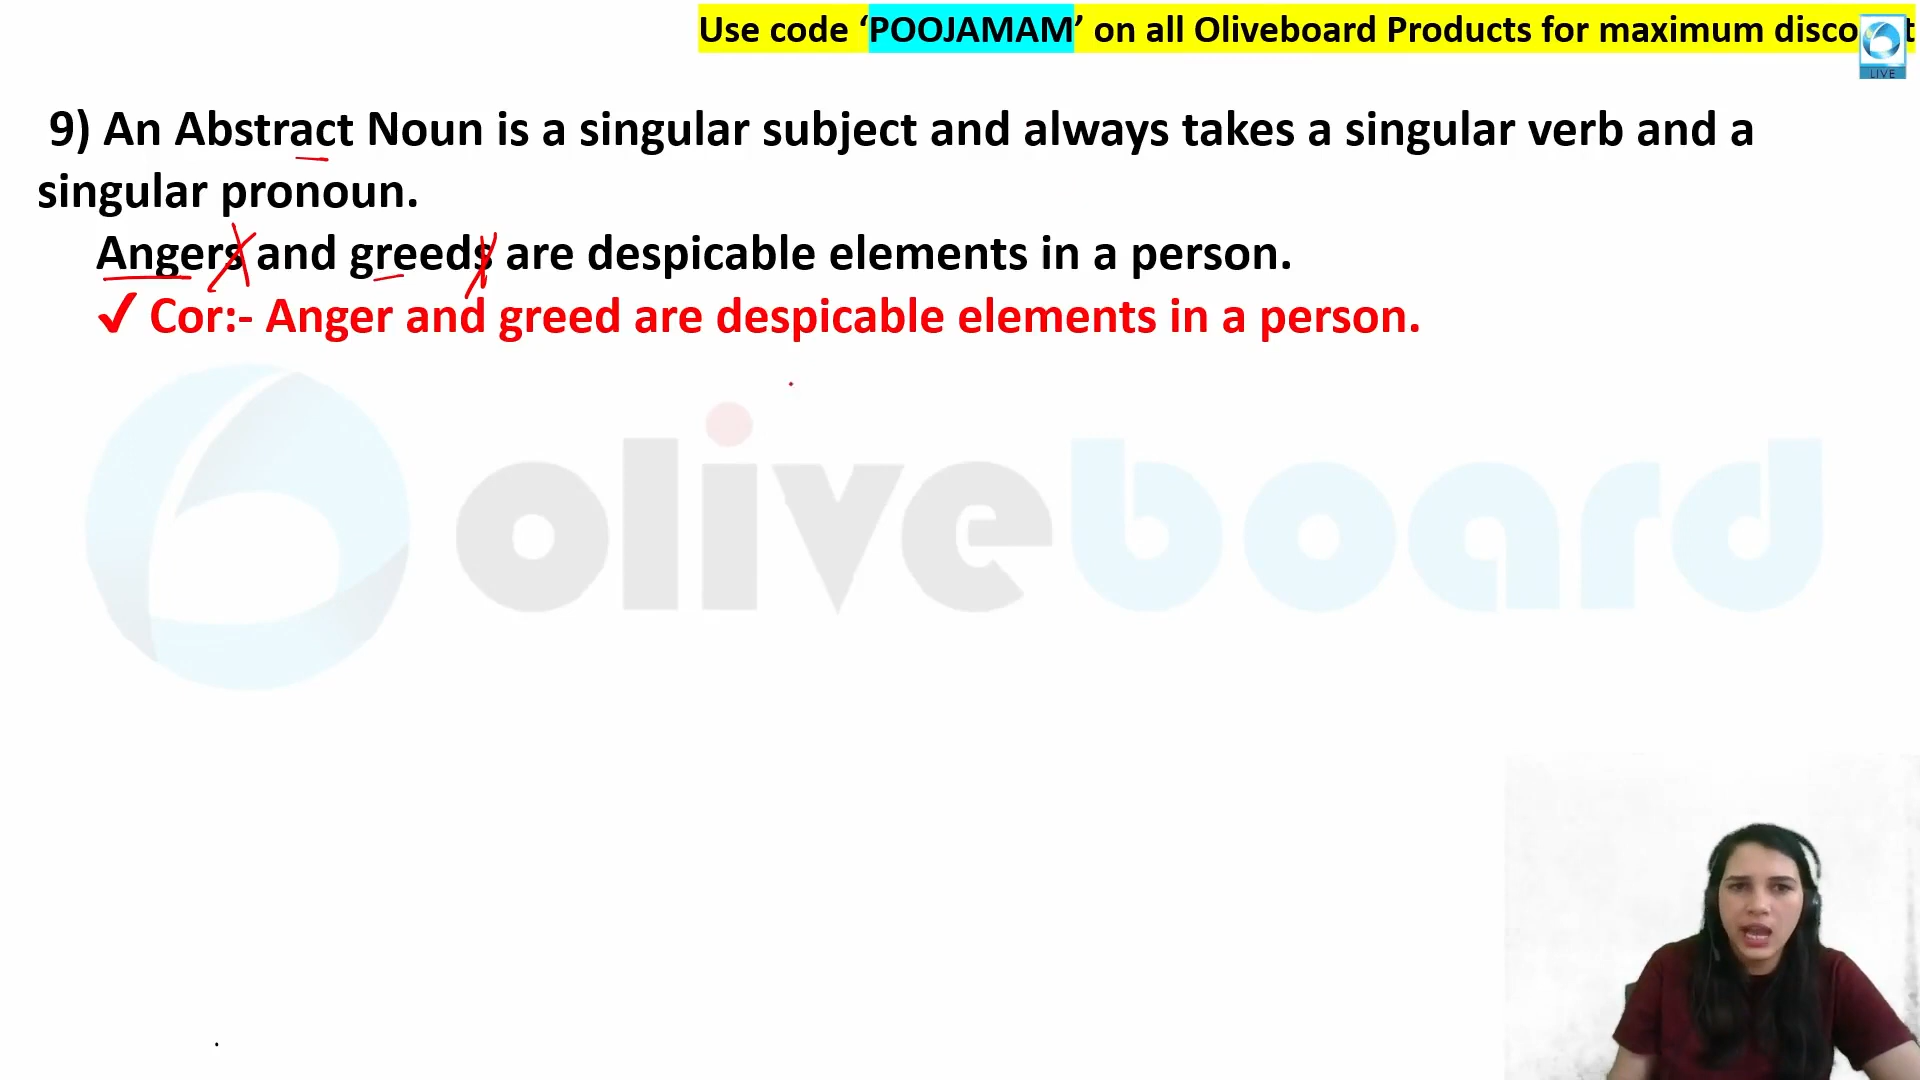 Use code ‘POOJAMAM’ on all Oliveboard Products for maximum disco t
LIVE
9) An Abstract Noun is a singular subject and always takes a singular verb and a
singular pronoun.
Angers and greeds are despicable elements in a person.
✓ Cor:- Anger and greed are despicable elements in a person.
oliveboard